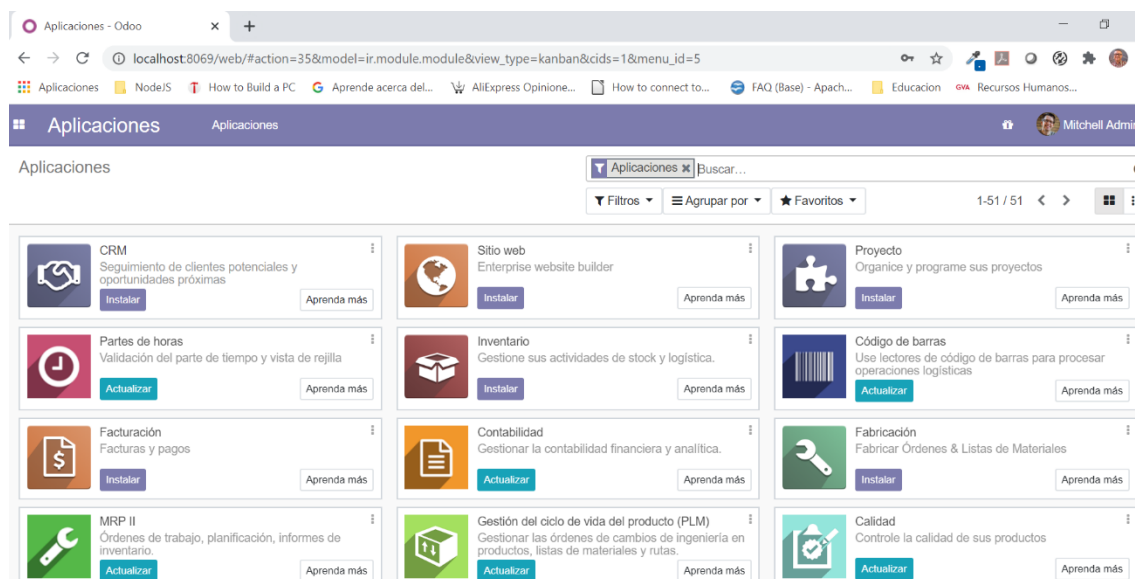 Aplicaciones - Odoo
localhost:8069/web/#action=35&model=ir.module.module&view_type=kanban&cids=1&menu_id=5
Aplicaciones NodeJS How to Build a PC Aprende acerca del... AliExpress Opinione... How to connect to... FAQ (Base) - Apach... Educacion GVA Recursos Humanos...
Aplicaciones Aplicaciones Mitchell Admin
Aplicaciones
Aplicaciones Buscar...
Filtros Agrupar por Favoritos 1-51 / 51
CRM
Seguimiento de clientes potenciales y
oportunidades próximas
Instalar Aprenda más
Sitio web
Enterprise website builder
Instalar Aprenda más
Proyecto
Organice y programe sus proyectos
Instalar Aprenda más
Partes de horas
Validación del parte de tiempo y vista de rejilla
Actualizar Aprenda más
Inventario
Gestione sus actividades de stock y logística.
Instalar Aprenda más
Código de barras
Use lectores de código de barras para procesar
operaciones logísticas
Actualizar Aprenda más
Facturación
Facturas y pagos
Instalar Aprenda más
Contabilidad
Gestionar la contabilidad financiera y analítica.
Actualizar Aprenda más
Fabricación
Fabricar Órdenes & Listas de Materiales
Instalar Aprenda más
MRP II
Órdenes de trabajo, planificación, informes de
inventario.
Actualizar Aprenda más
Gestión del ciclo de vida del producto (PLM)
Gestionar las órdenes de cambios de ingeniería en
productos, listas de materiales y rutas.
Actualizar Aprenda más
Calidad
Controle la calidad de sus productos
Actualizar Aprenda más